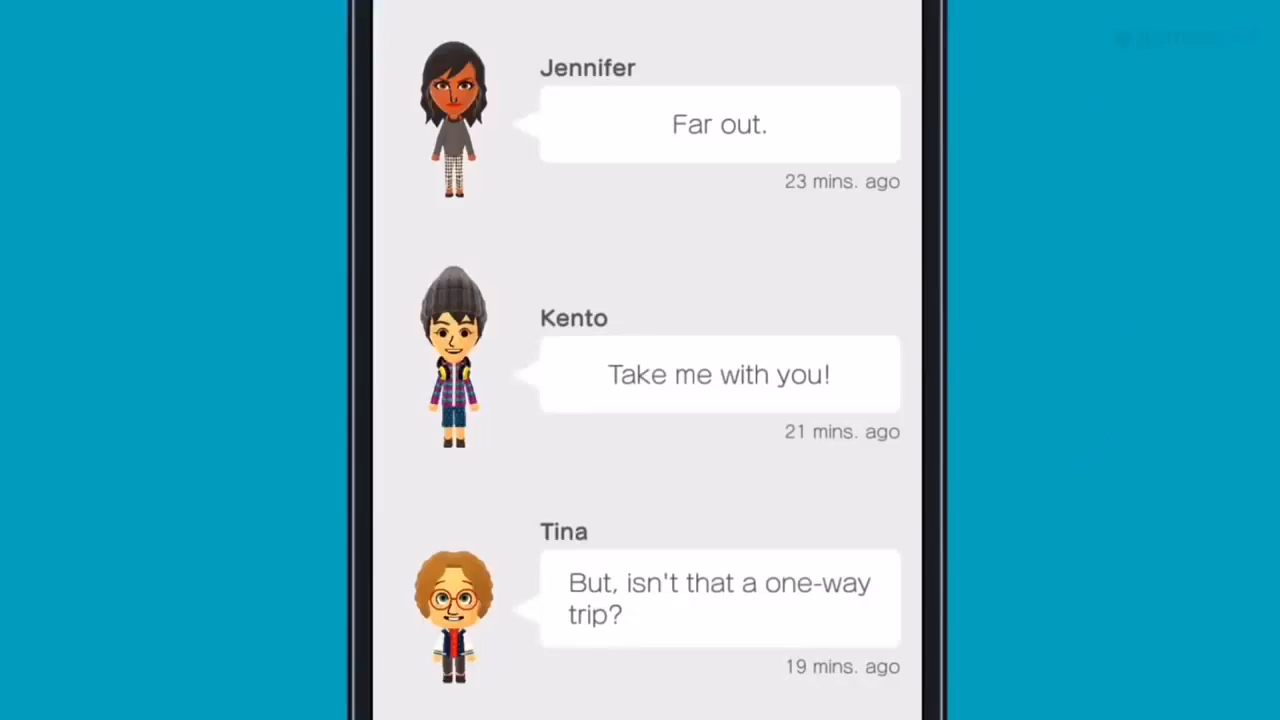 Jennifer
Far out.
23 mins. ago
Kento
Take me with you!
21 mins. ago
Tina
But, isn't that a one-way
trip?
19 mins. ago